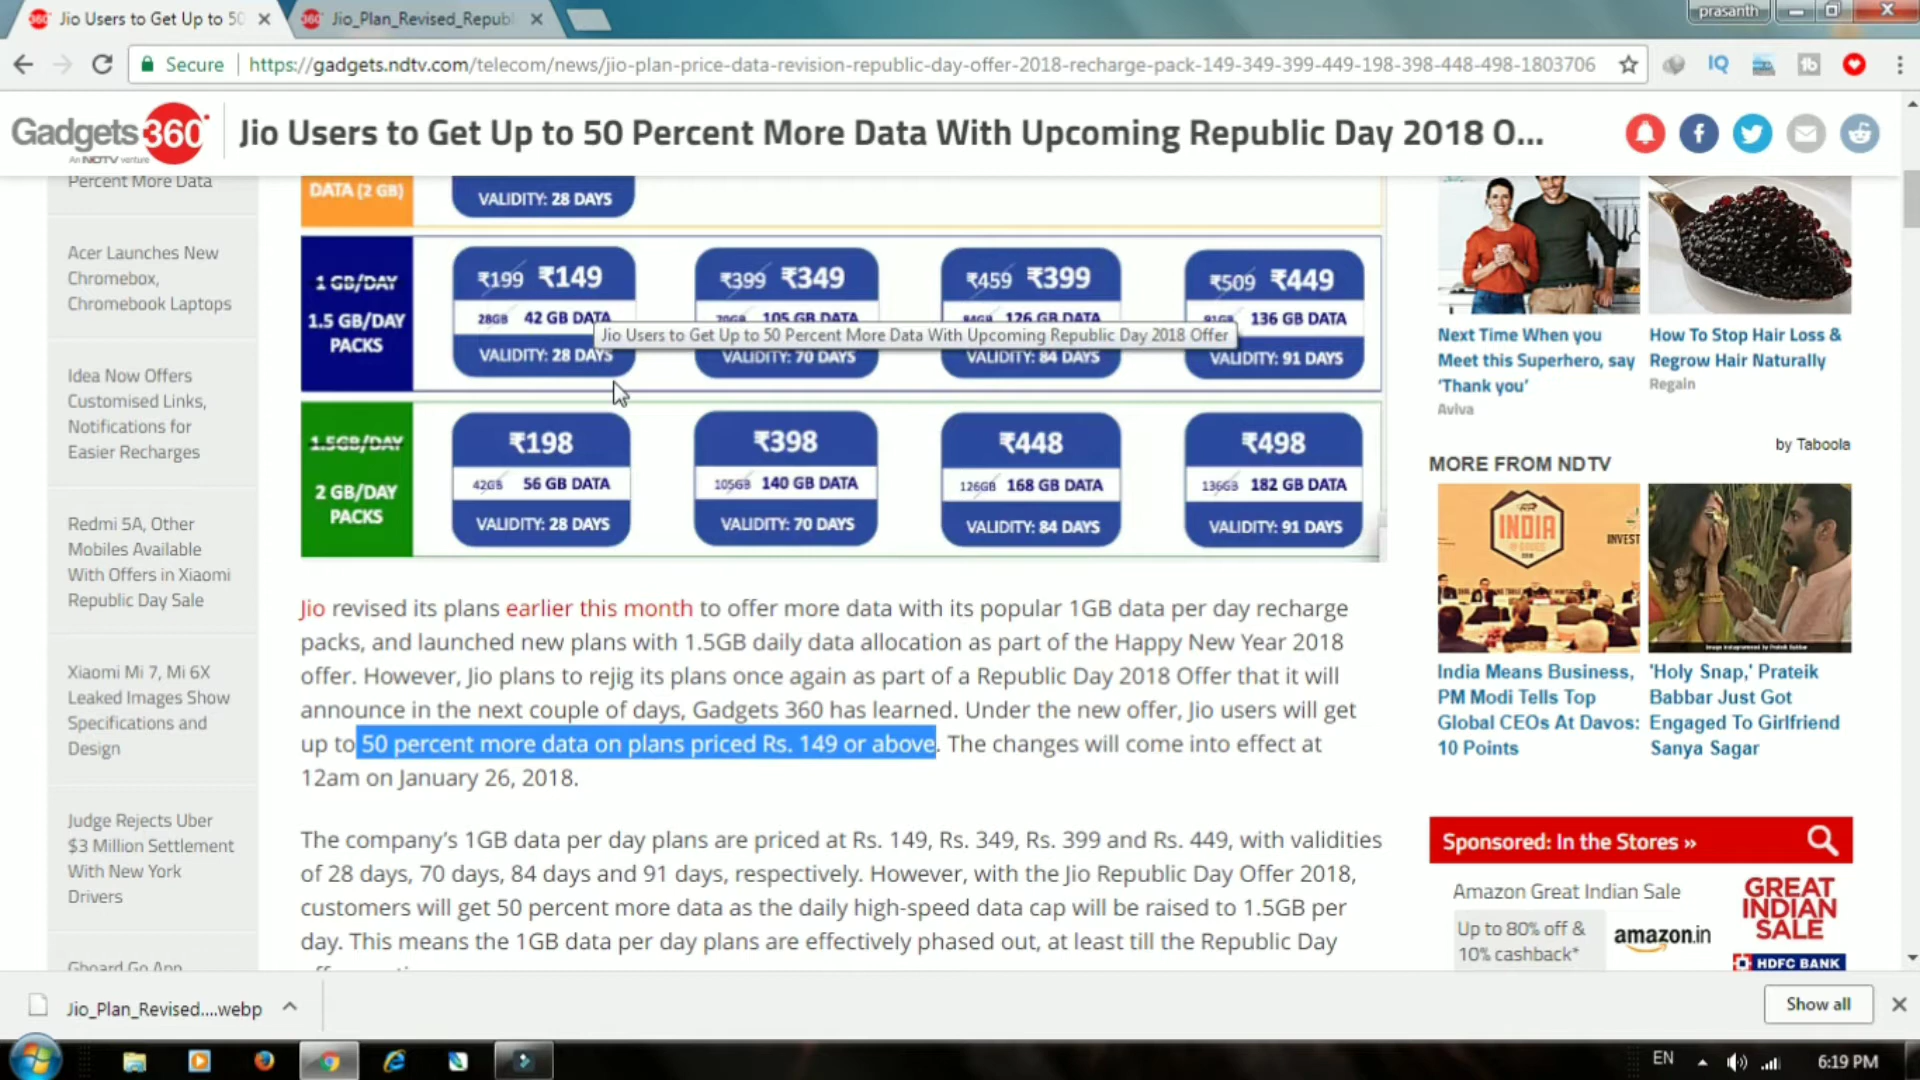 Jio Users to Get Up to 50
Jio_Plan_Revised_Republ
prasanth
Secure
https://gadgets.ndtv.com/telecom/news/jio-plan-price-data-revision-republic-day-offer-2018-recharge-pack-149-349-399-449-198-398-448-498-1803706
IQ
Gadgets 360°
An NDTV venture
Jio Users to Get Up to 50 Percent More Data With Upcoming Republic Day 2018 O...
Percent More Data
Acer Launches New
Chromebox,
Chromebook Laptops
Idea Now Offers
Customised Links,
Notifications for
Easier Recharges
Redmi 5A, Other
Mobiles Available
With Offers in Xiaomi
Republic Day Sale
Xiaomi Mi 7, Mi 6X
Leaked Images Show
Specifications and
Design
Judge Rejects Uber
$3 Million Settlement
With New York
Drivers
Gboard Go App
DATA (2 GB)
VALIDITY: 28 DAYS
1 GB/DAY
1.5 GB/DAY
PACKS
₹199 ₹149
28GB 42 GB DATA
VALIDITY: 28 DAYS
₹399 ₹349
70GB 105 GB DATA
VALIDITY: 70 DAYS
₹459 ₹399
84GB 126 GB DATA
VALIDITY: 84 DAYS
₹509 ₹449
91GB 136 GB DATA
VALIDITY: 91 DAYS
Jio Users to Get Up to 50 Percent More Data With Upcoming Republic Day 2018 Offer
1.5GB/DAY
2 GB/DAY
PACKS
₹198
42GB 56 GB DATA
VALIDITY: 28 DAYS
₹398
105GB 140 GB DATA
VALIDITY: 70 DAYS
₹448
126GB 168 GB DATA
VALIDITY: 84 DAYS
₹498
136GB 182 GB DATA
VALIDITY: 91 DAYS
Jio revised its plans earlier this month to offer more data with its popular 1GB data per day recharge
packs, and launched new plans with 1.5GB daily data allocation as part of the Happy New Year 2018
offer. However, Jio plans to rejig its plans once again as part of a Republic Day 2018 Offer that it will
announce in the next couple of days, Gadgets 360 has learned. Under the new offer, Jio users will get
up to 50 percent more data on plans priced Rs. 149 or above. The changes will come into effect at
12am on January 26, 2018.
The company's 1GB data per day plans are priced at Rs. 149, Rs. 349, Rs. 399 and Rs. 449, with validities
of 28 days, 70 days, 84 days and 91 days, respectively. However, with the Jio Republic Day Offer 2018,
customers will get 50 percent more data as the daily high-speed data cap will be raised to 1.5GB per
day. This means the 1GB data per day plans are effectively phased out, at least till the Republic Day
Next Time When you
Meet this Superhero, say
'Thank you'
Aviva
How To Stop Hair Loss &
Regrow Hair Naturally
Regain
by Taboola
MORE FROM NDTV
INDIA
INVEST
India Means Business,
PM Modi Tells Top
Global CEOs At Davos:
10 Points
'Holy Snap,' Prateik
Babbar Just Got
Engaged To Girlfriend
Sanya Sagar
Sponsored: In the Stores »
Amazon Great Indian Sale
Up to 80% off &
10% cashback*
amazon.in
GREAT
INDIAN
SALE
HDFC BANK
Jio_Plan_Revised....webp
Show all
EN
6:19 PM